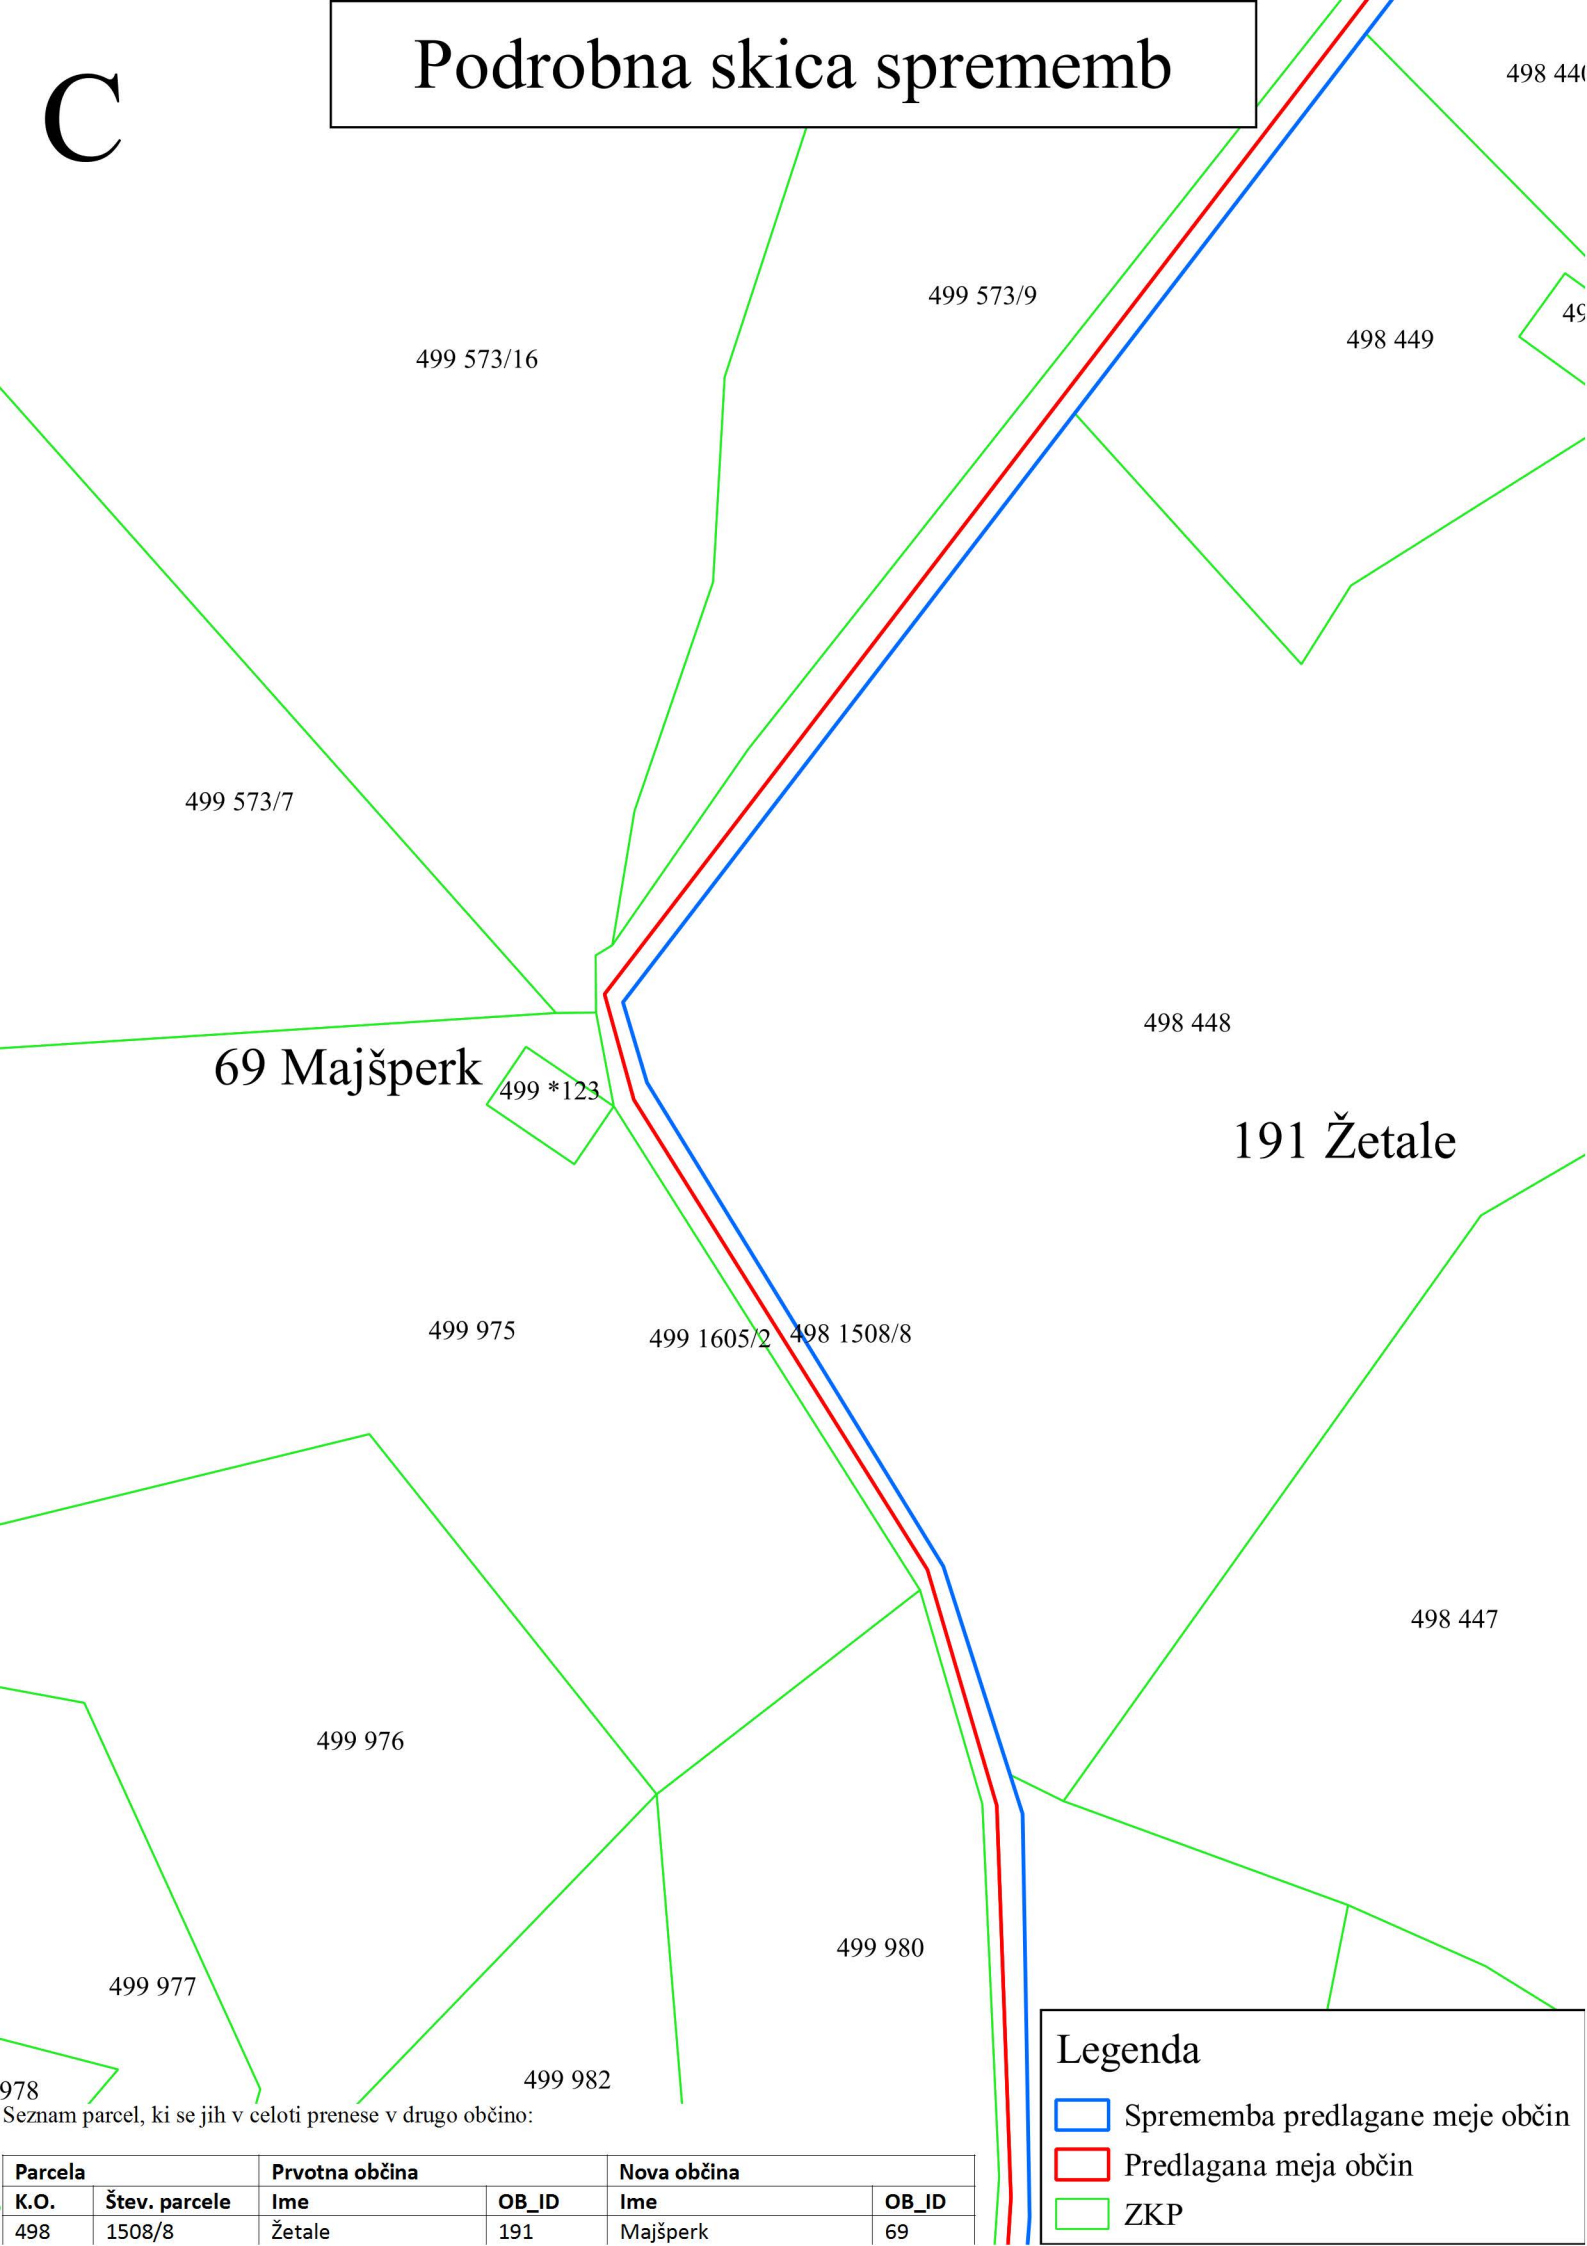 C
Podrobna skica sprememb
498 440
499 573/9
499 573/16
498 449
49
499 573/7
498 448
69 Majšperk
499 *123
191 Žetale
499 975
499 1605/2
498 1508/8
498 447
499 976
499 980
499 977
499 982
978
Seznam parcel, ki se jih v celoti prenese v drugo občino:
Parcela Prvotna občina Nova občina
K.O. Štev. parcele Ime OB_ID Ime OB_ID
498 1508/8 Žetale 191 Majšperk 69
Legenda
Sprememba predlagane meje občin
Predlagana meja občin
ZKP